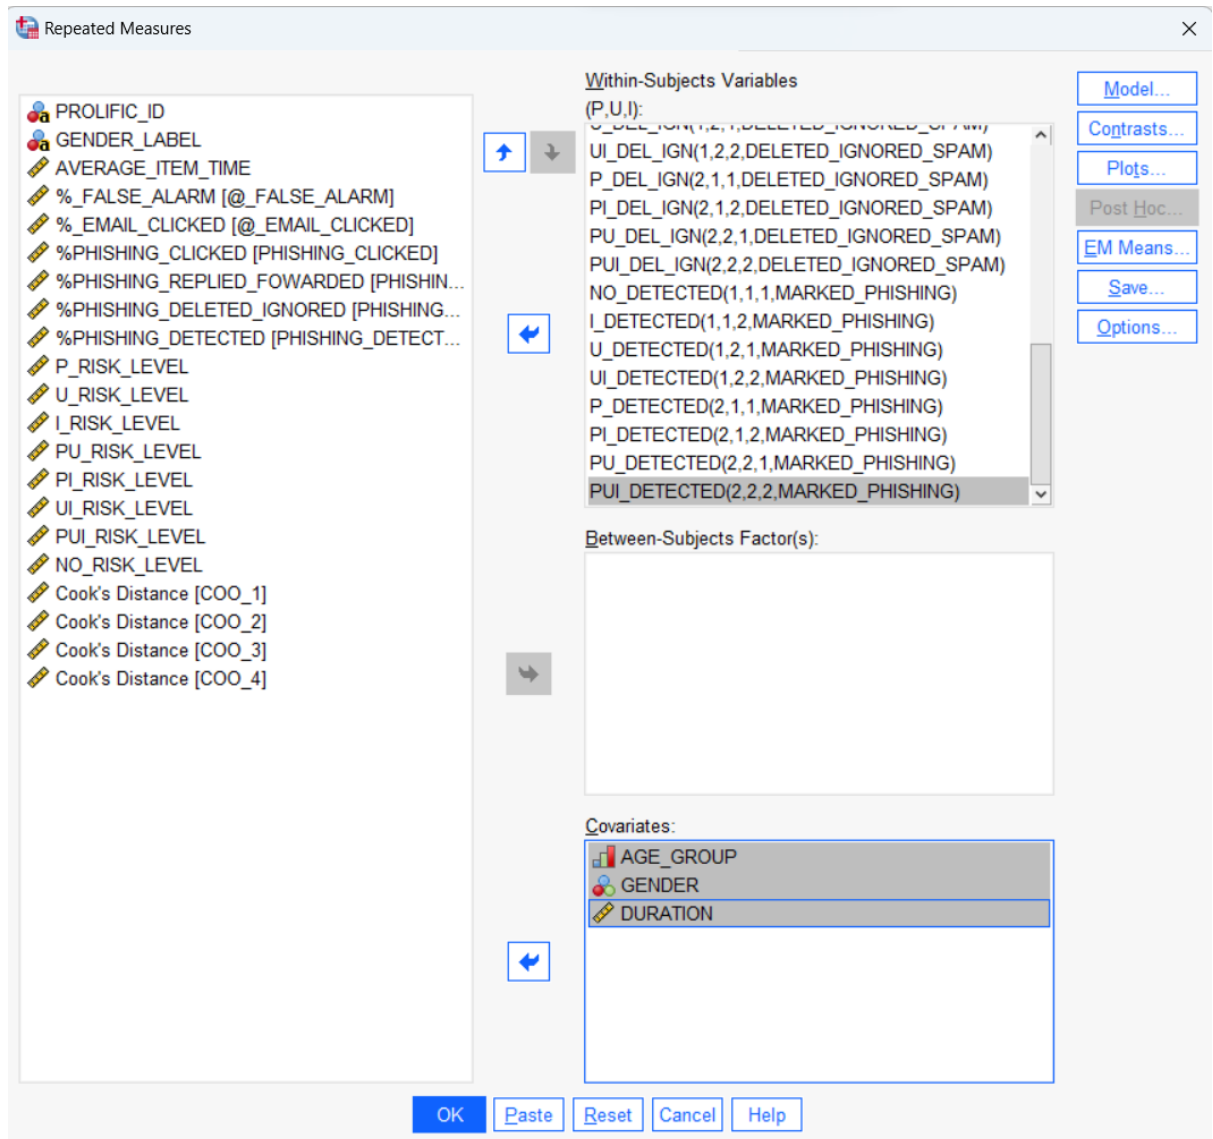 Repeated Measures
PROLIFIC_ID
GENDER_LABEL
AVERAGE_ITEM_TIME
%_FALSE_ALARM [@_FALSE_ALARM]
%_EMAIL_CLICKED [@_EMAIL_CLICKED]
%PHISHING_CLICKED [PHISHING_CLICKED]
%PHISHING_REPLIED_FOWARDED [PHISHIN...
%PHISHING_DELETED_IGNORED [PHISHING...
%PHISHING_DETECTED [PHISHING_DETECT...
P_RISK_LEVEL
U_RISK_LEVEL
I_RISK_LEVEL
PU_RISK_LEVEL
PI_RISK_LEVEL
UI_RISK_LEVEL
PUI_RISK_LEVEL
NO_RISK_LEVEL
Cook's Distance [COO_1]
Cook's Distance [COO_2]
Cook's Distance [COO_3]
Cook's Distance [COO_4]
Within-Subjects Variables
(P,U,I):
U_DEL_IGN(1,2,1,DELETED_IGNORED_SPAM)
UI_DEL_IGN(1,2,2,DELETED_IGNORED_SPAM)
P_DEL_IGN(2,1,1,DELETED_IGNORED_SPAM)
PI_DEL_IGN(2,1,2,DELETED_IGNORED_SPAM)
PU_DEL_IGN(2,2,1,DELETED_IGNORED_SPAM)
PUI_DEL_IGN(2,2,2,DELETED_IGNORED_SPAM)
NO_DETECTED(1,1,1,MARKED_PHISHING)
I_DETECTED(1,1,2,MARKED_PHISHING)
U_DETECTED(1,2,1,MARKED_PHISHING)
UI_DETECTED(1,2,2,MARKED_PHISHING)
P_DETECTED(2,1,1,MARKED_PHISHING)
PI_DETECTED(2,1,2,MARKED_PHISHING)
PU_DETECTED(2,2,1,MARKED_PHISHING)
PUI_DETECTED(2,2,2,MARKED_PHISHING)
Between-Subjects Factor(s):
Covariates:
AGE_GROUP
GENDER
DURATION
Model...
Contrasts...
Plots...
Post Hoc...
EM Means...
Save...
Options...
OK
Paste
Reset
Cancel
Help